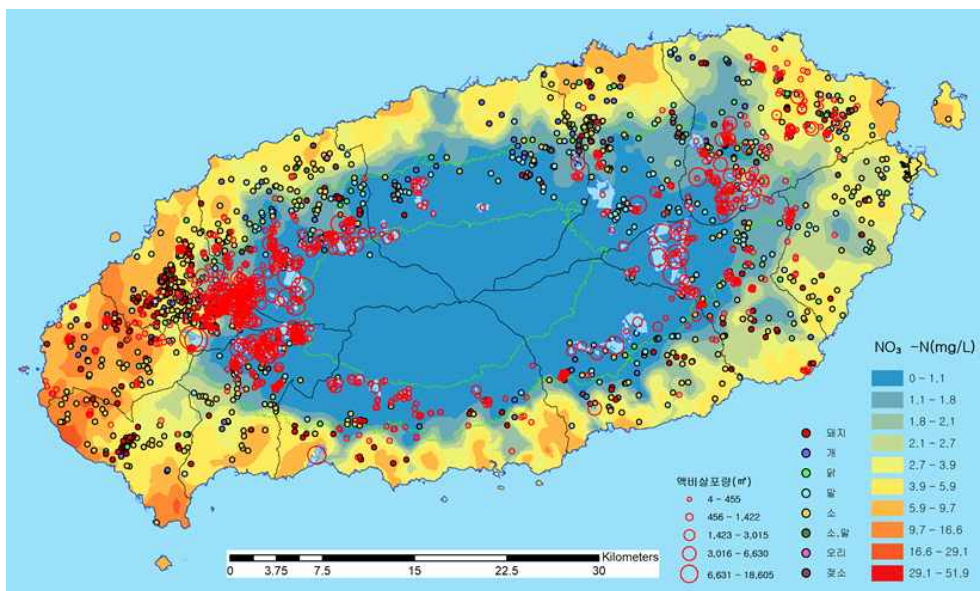 NO₃ -N(mg/L)
0 - 1.1
1.1 - 1.8
1.8 - 2.1
2.1 - 2.7
2.7 - 3.9
3.9 - 5.9
5.9 - 9.7
9.7 - 16.6
16.6 - 29.1
29.1 - 51.9
돼지
개
닭
말
소
소,말
오리
젖소
액비살포량(㎥)
4 - 455
456 - 1,422
1,423 - 3,015
3,016 - 6,630
6,631 - 18,605
Kilometers
0 3.75 7.5 15 22.5 30